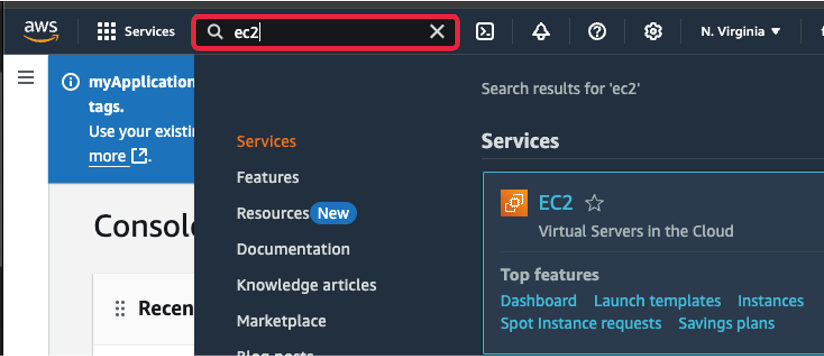 aws
Services
ec2
N. Virginia
myApplication
tags.
Use your existin
more
Console
Recen
Services
Features
Resources New
Documentation
Knowledge articles
Marketplace
Blog posts
Search results for 'ec2'
Services
EC2
Virtual Servers in the Cloud
Top features
Dashboard Launch templates Instances
Spot Instance requests Savings plans